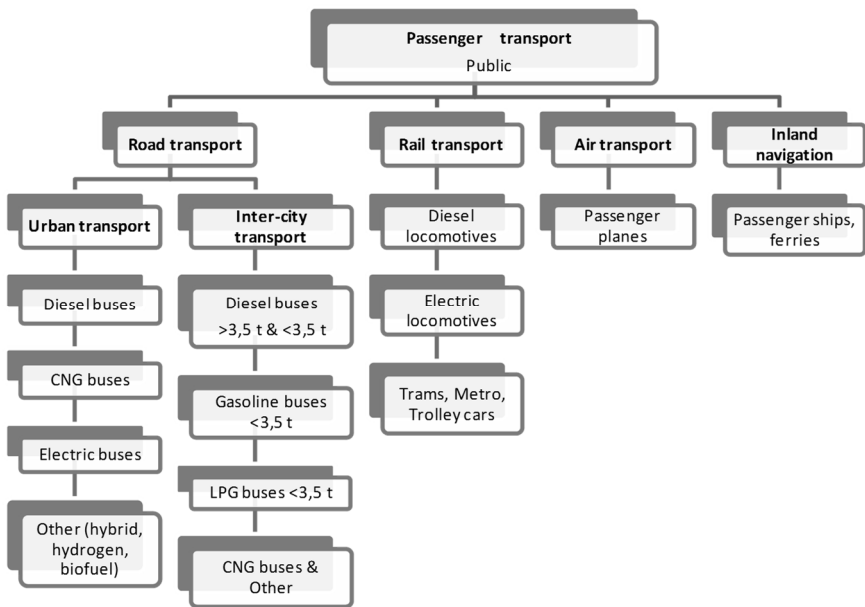 Passenger transport
Public
Road transport
Rail transport
Air transport
Inland
navigation
Urban transport
Inter-city
transport
Diesel
locomotives
Passenger
planes
Passenger ships,
ferries
Diesel buses
Diesel buses
>3,5 t & <3,5 t
Electric
locomotives
CNG buses
Gasoline buses
<3,5 t
Trams, Metro,
Trolley cars
Electric buses
LPG buses <3,5 t
Other (hybrid,
hydrogen,
biofuel)
CNG buses &
Other